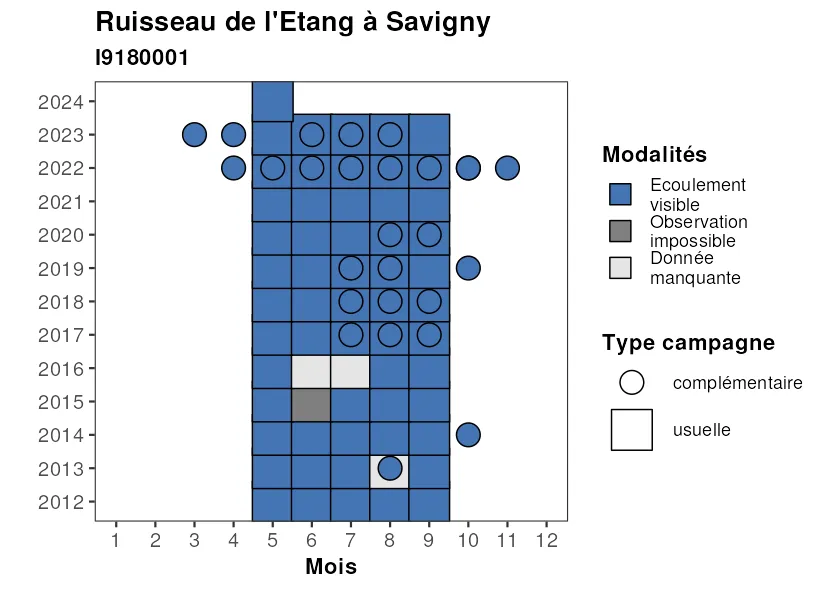 Ruisseau de l'Etang à Savigny
I9180001
2024
2023
2022
2021
2020
2019
2018
2017
2016
2015
2014
2013
2012
1 2 3 4 5 6 7 8 9 10 11 12
Mois
Modalités
Ecoulement
visible
Observation
impossible
Donnée
manquante
Type campagne
complémentaire
usuelle